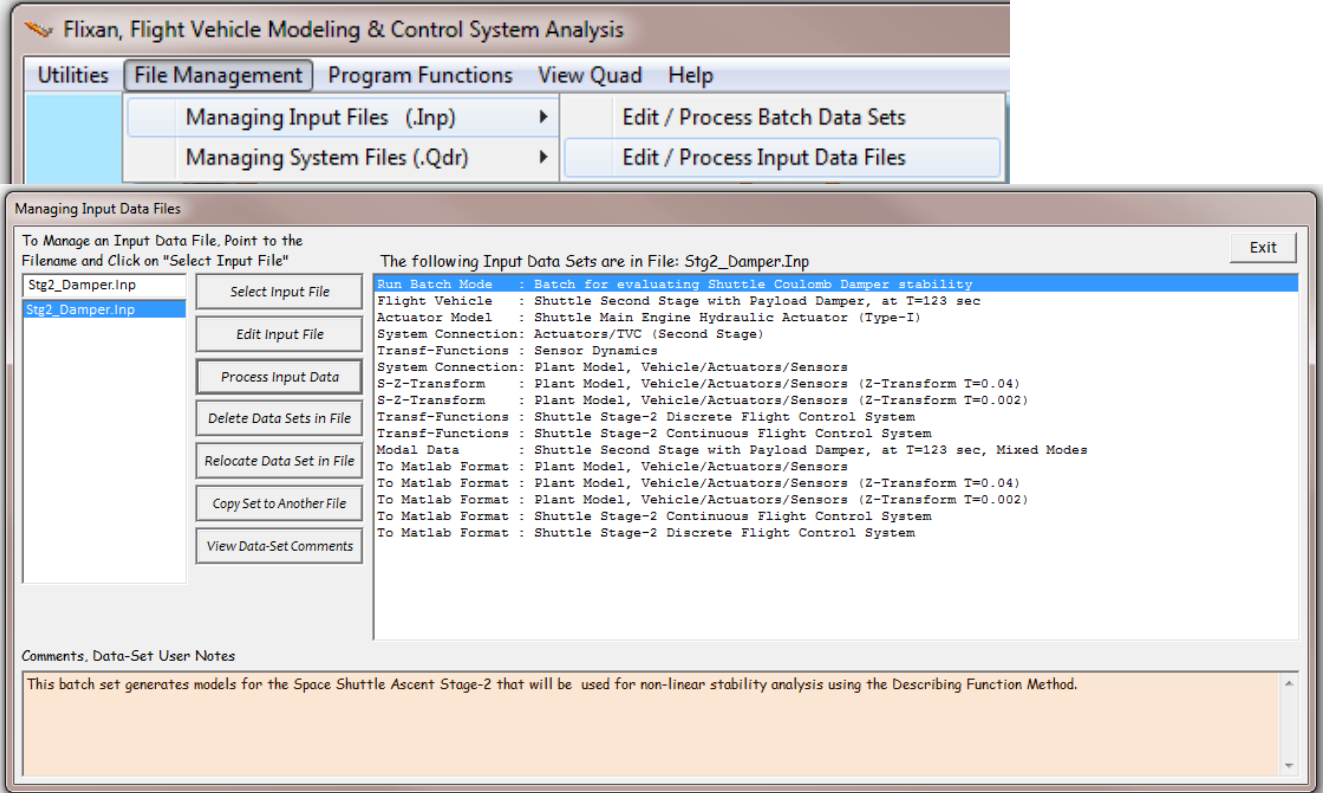 Flixan, Flight Vehicle Modeling & Control System Analysis
Utilities File Management Program Functions View Quad Help
Managing Input Files (.Inp)
Edit / Process Batch Data Sets
Managing System Files (.Qdr)
Edit / Process Input Data Files
Managing Input Data Files
To Manage an Input Data File, Point to the
Filename and Click on "Select Input File"
Stg2_Damper.Inp
Stg2_Damper.Inp
Select Input File
Edit Input File
Process Input Data
Delete Data Sets in File
Relocate Data Set in File
Copy Set to Another File
View Data-Set Comments
The following Input Data Sets are in File: Stg2_Damper.Inp
Exit
Run Batch Mode : Batch for evaluating Shuttle Coulomb Damper stability
Flight Vehicle : Shuttle Second Stage with Payload Damper, at T=123 sec
Actuator Model : Shuttle Main Engine Hydraulic Actuator (Type-I)
System Connection: Actuators/TVC (Second Stage)
Transf-Functions : Sensor Dynamics
System Connection: Plant Model, Vehicle/Actuators/Sensors
S-Z-Transform : Plant Model, Vehicle/Actuators/Sensors (Z-Transform T=0.04)
S-Z-Transform : Plant Model, Vehicle/Actuators/Sensors (Z-Transform T=0.002)
Transf-Functions : Shuttle Stage-2 Discrete Flight Control System
Transf-Functions : Shuttle Stage-2 Continuous Flight Control System
Modal Data : Shuttle Second Stage with Payload Damper, at T=123 sec, Mixed Modes
To Matlab Format : Plant Model, Vehicle/Actuators/Sensors
To Matlab Format : Plant Model, Vehicle/Actuators/Sensors (Z-Transform T=0.04)
To Matlab Format : Plant Model, Vehicle/Actuators/Sensors (Z-Transform T=0.002)
To Matlab Format : Shuttle Stage-2 Continuous Flight Control System
To Matlab Format : Shuttle Stage-2 Discrete Flight Control System
Comments, Data-Set User Notes
This batch set generates models for the Space Shuttle Ascent Stage-2 that will be used for non-linear stability analysis using the Describing Function Method.